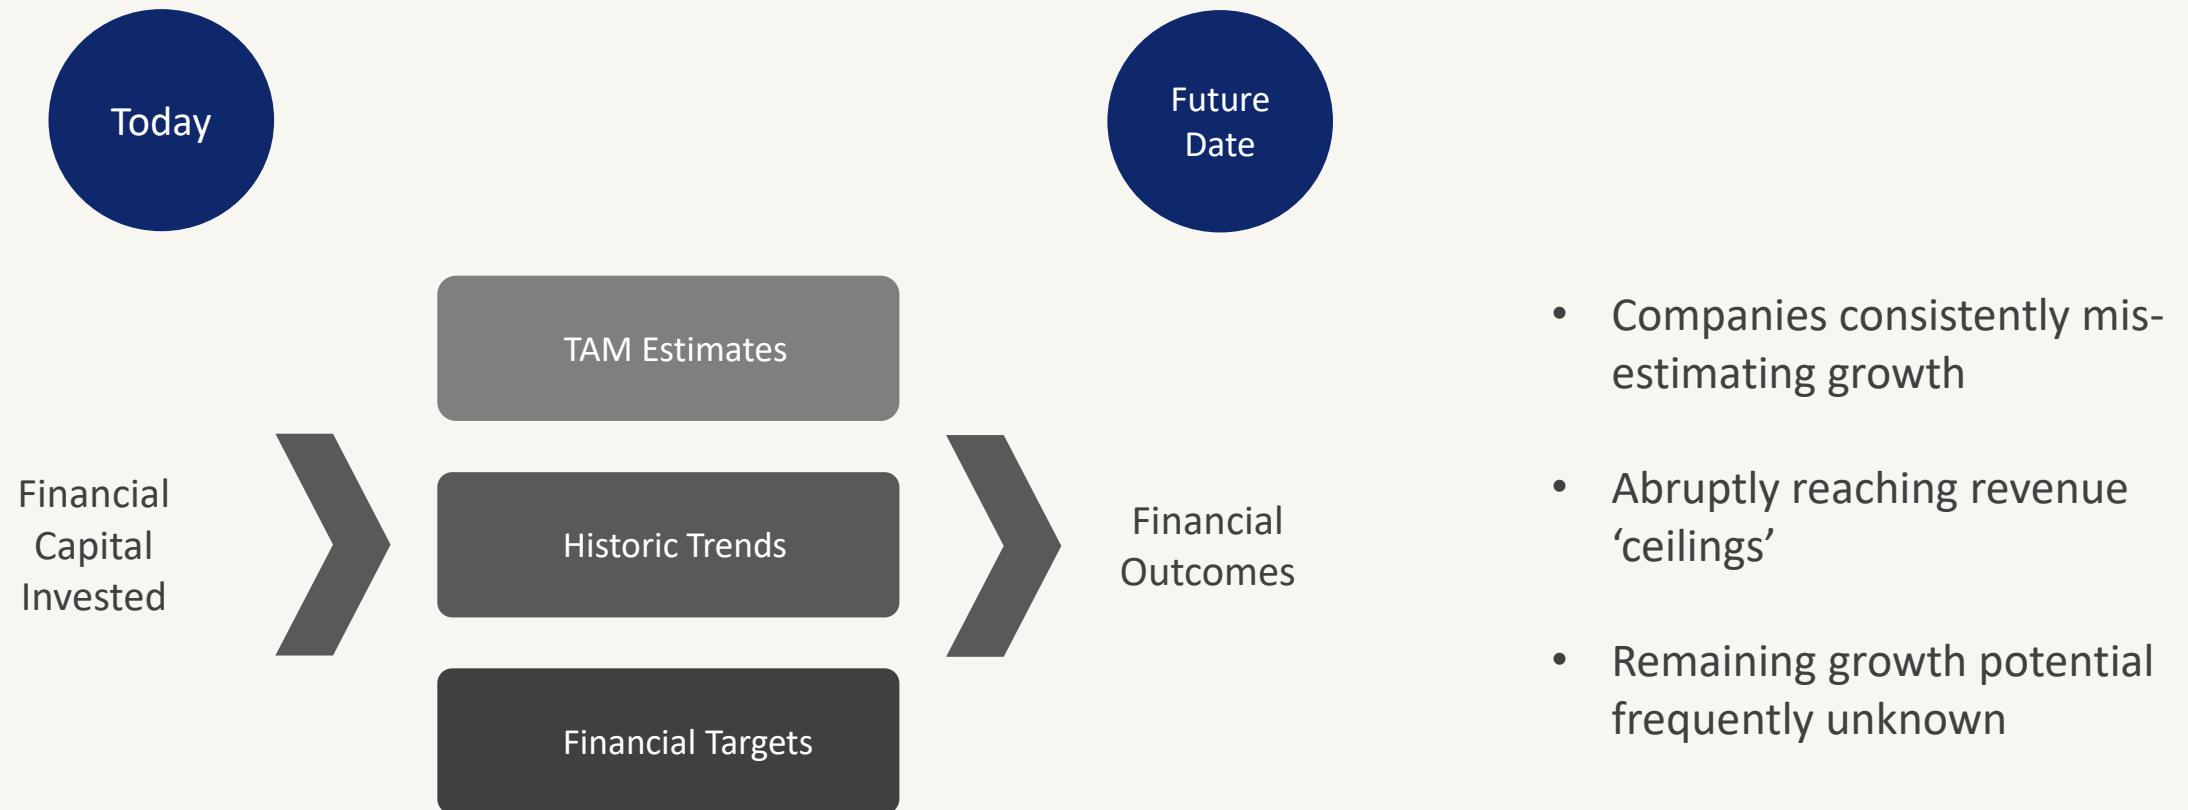 Today
Future
Date
Financial
Capital
Invested
TAM Estimates
Historic Trends
Financial Targets
Financial
Outcomes
• Companies consistently mis-
estimating growth
• Abruptly reaching revenue
‘ceilings’
• Remaining growth potential
frequently unknown